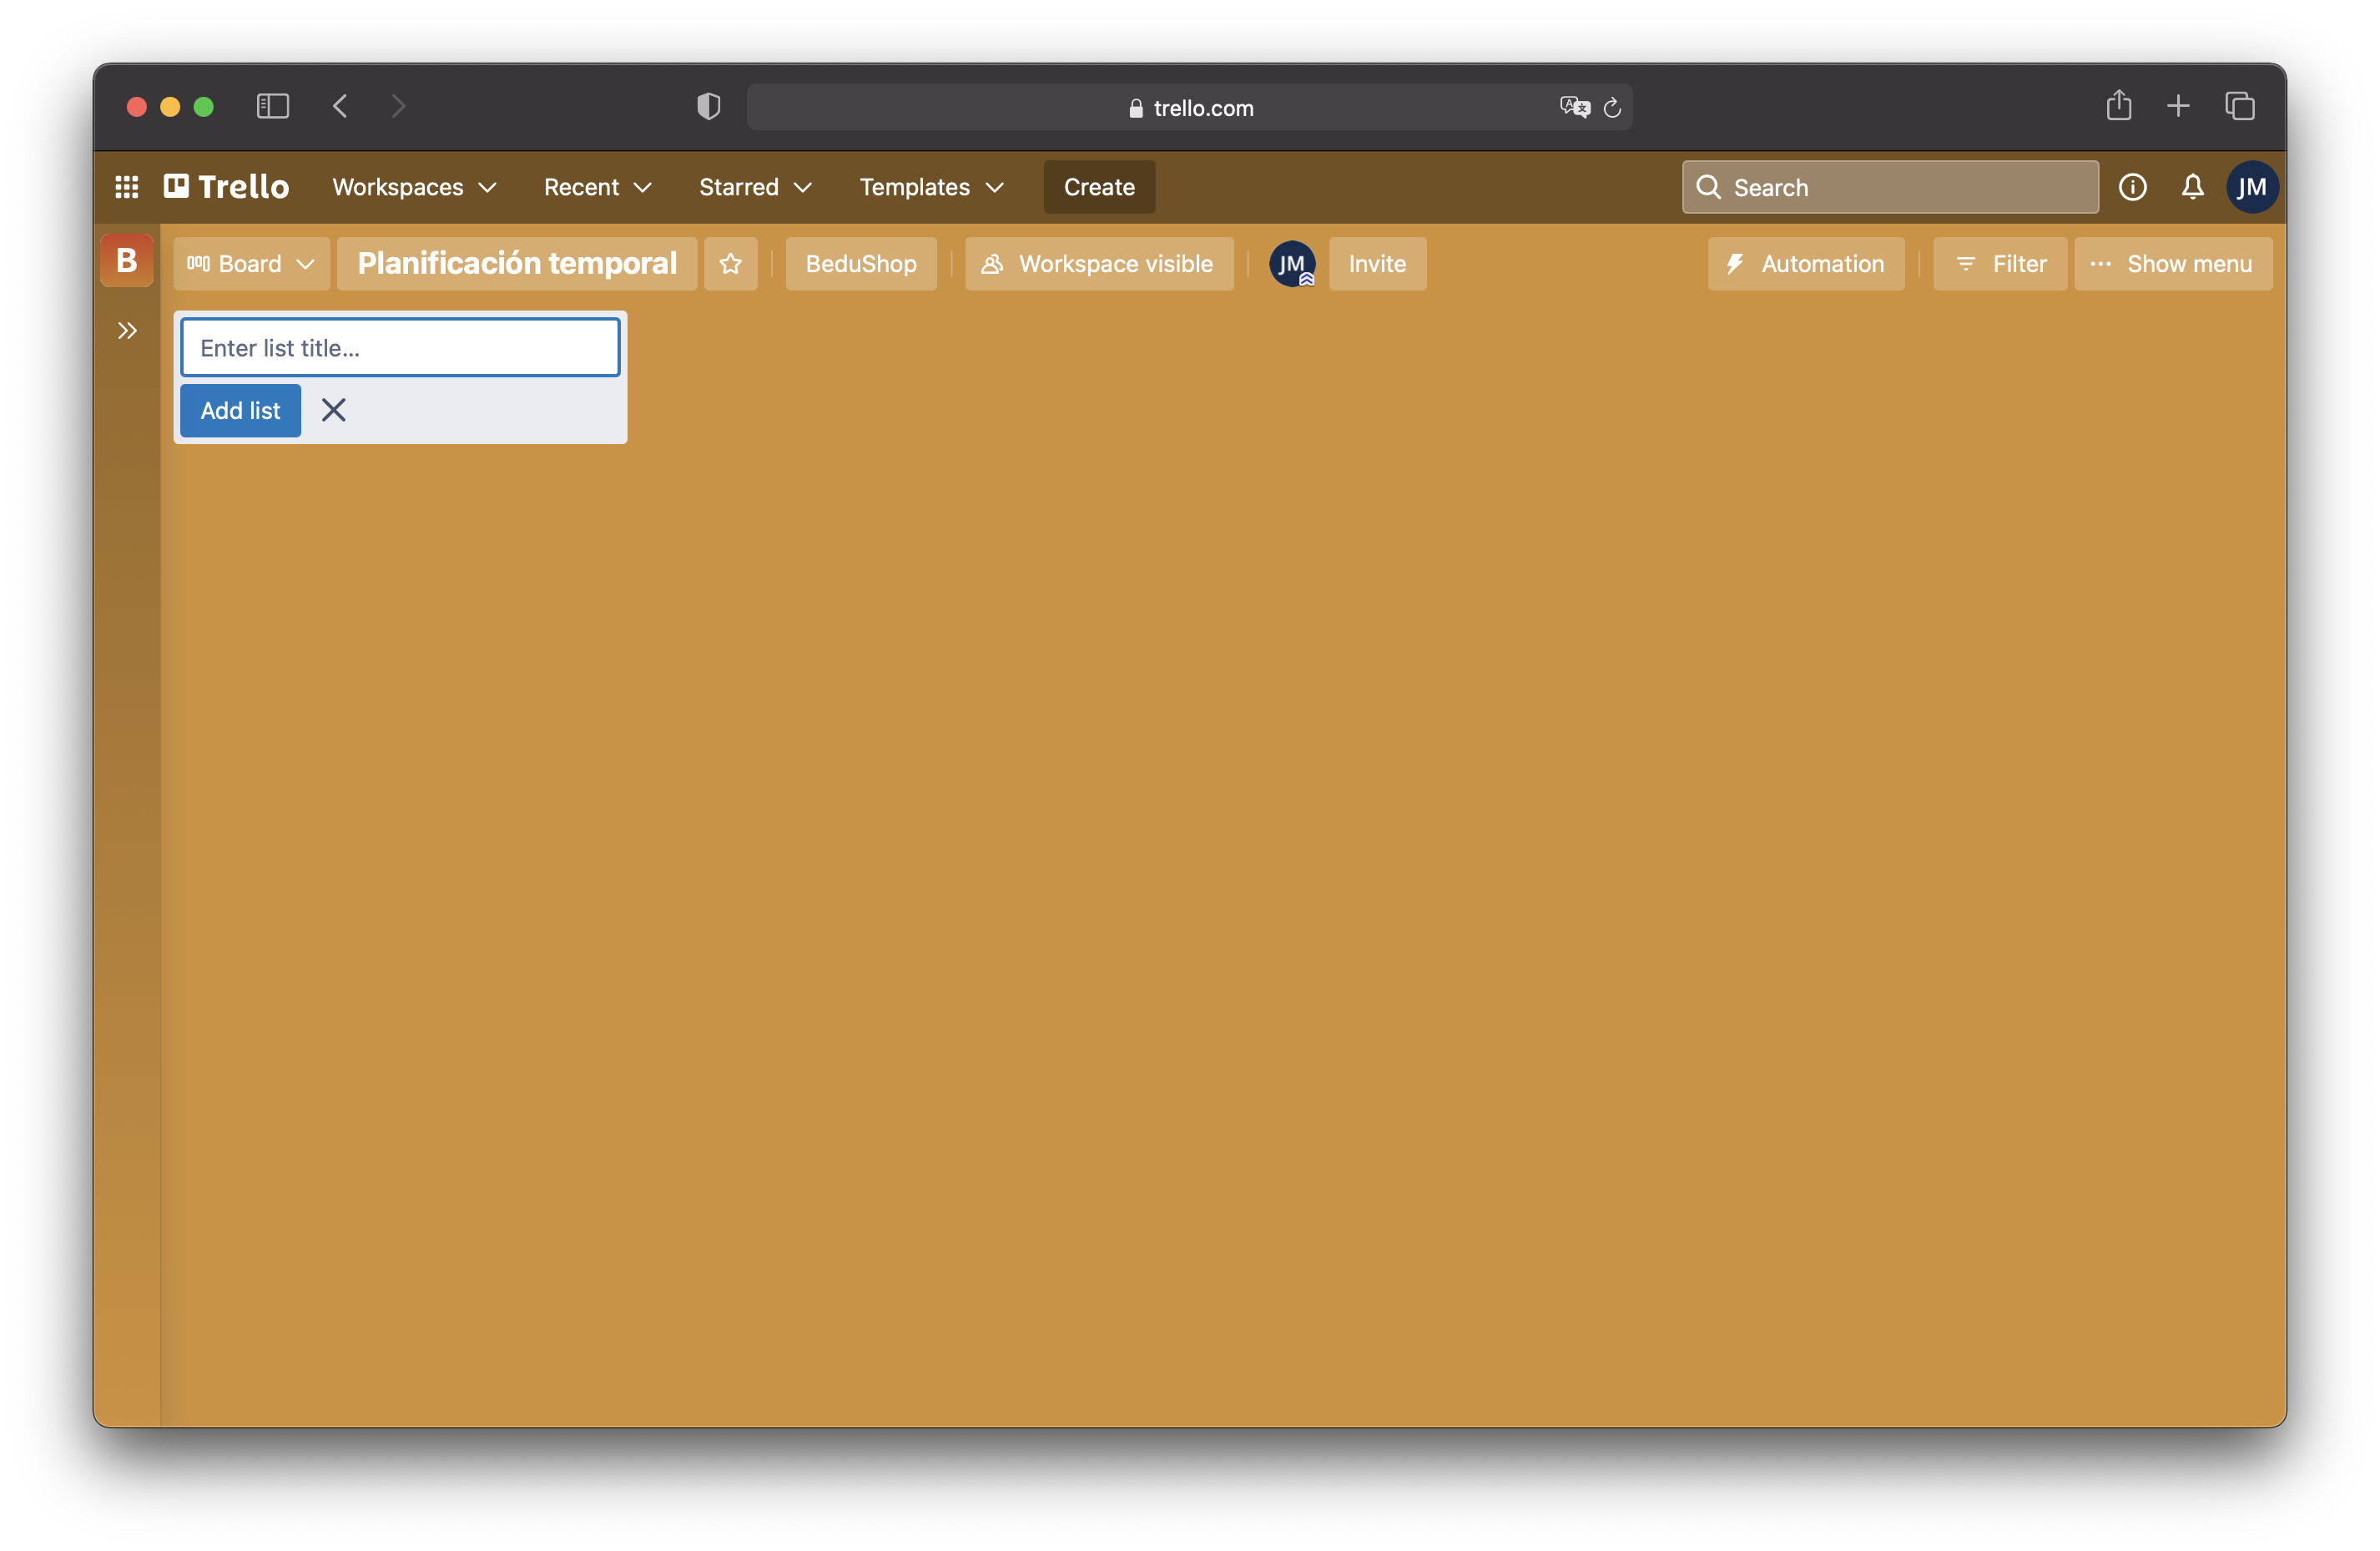 trello.com
Trello Workspaces Recent Starred Templates Create Search JM
B Board Planificación temporal BeduShop Workspace visible JM Invite Automation Filter Show menu
Enter list title...
Add list